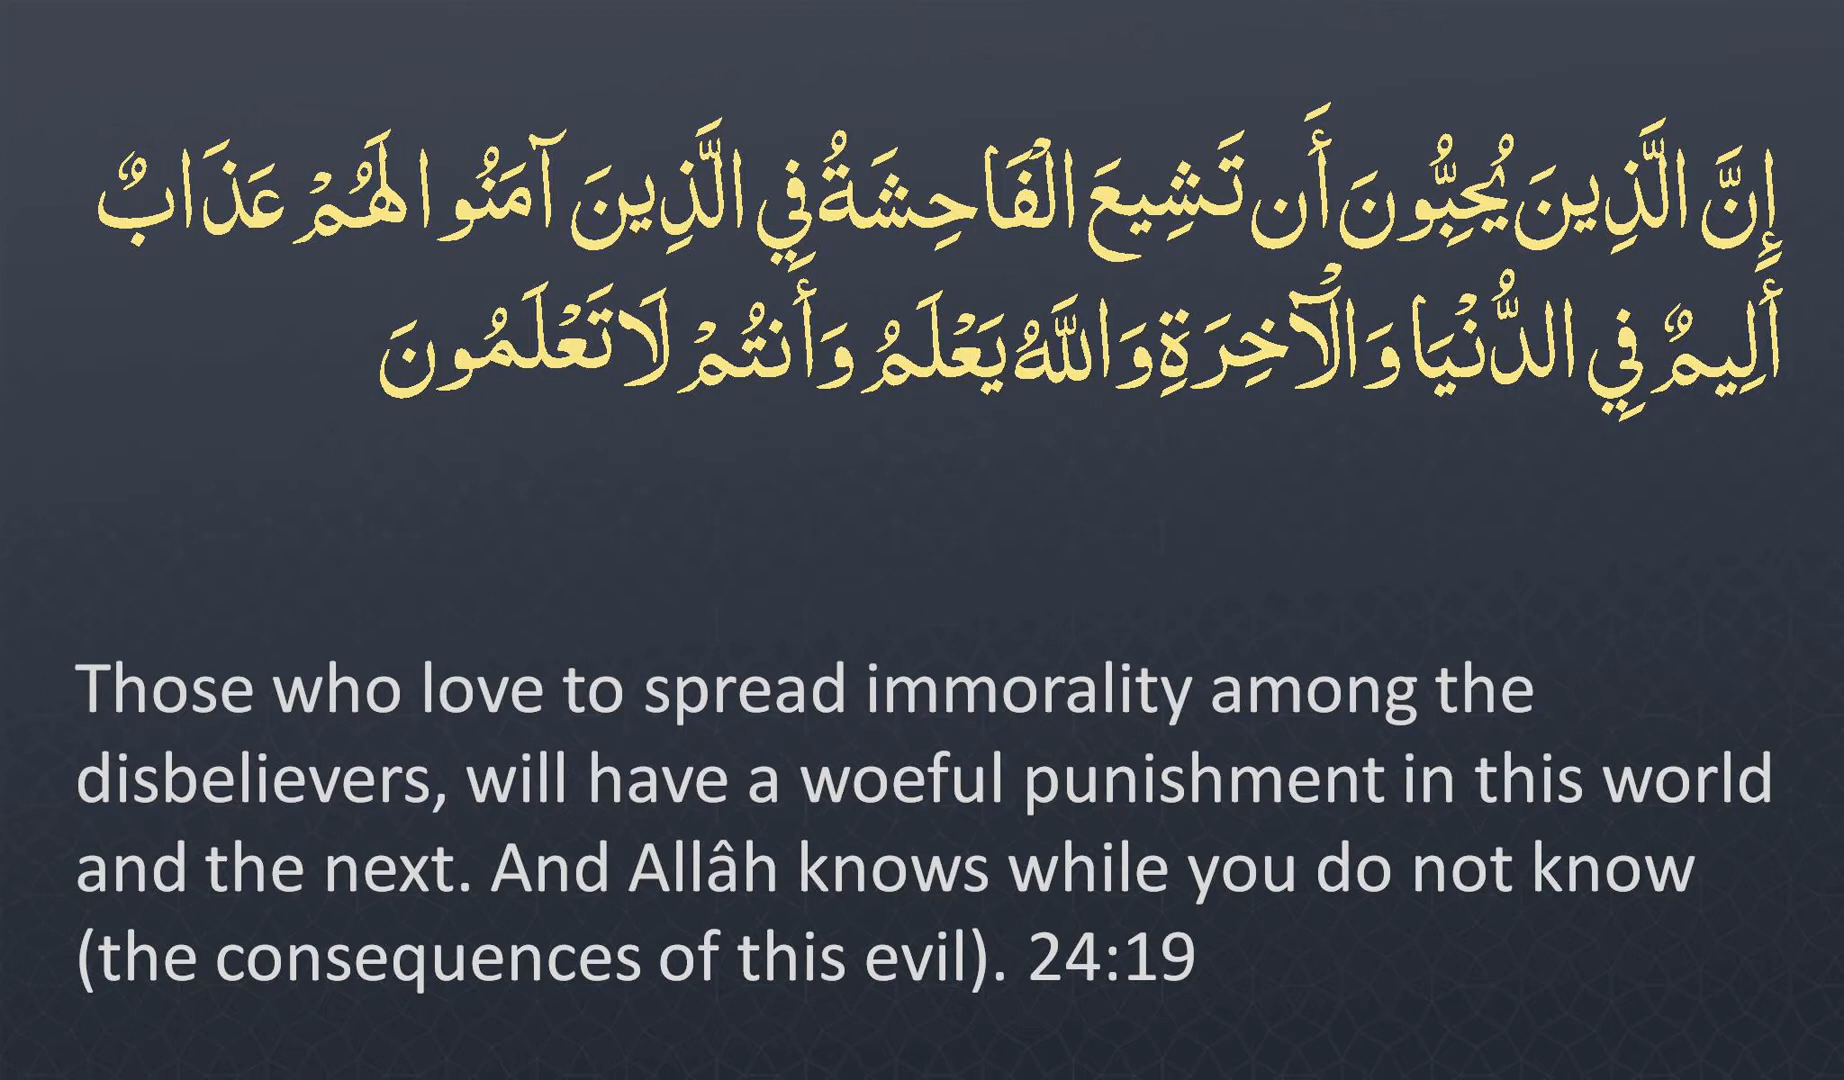 إِنَّ الَّذِينَ يُحِبُّونَ أَن تَشِيعَ الْفَاحِشَةُ فِي الَّذِينَ آمَنُوا لَهُمْ عَذَابٌ
أَلِيمٌ فِي الدُّنْيَا وَالْآخِرَةِ وَاللَّهُ يَعْلَمُ وَأَنتُمْ لَا تَعْلَمُونَ
Those who love to spread immorality among the
disbelievers, will have a woeful punishment in this world
and the next. And Allâh knows while you do not know
(the consequences of this evil). 24:19